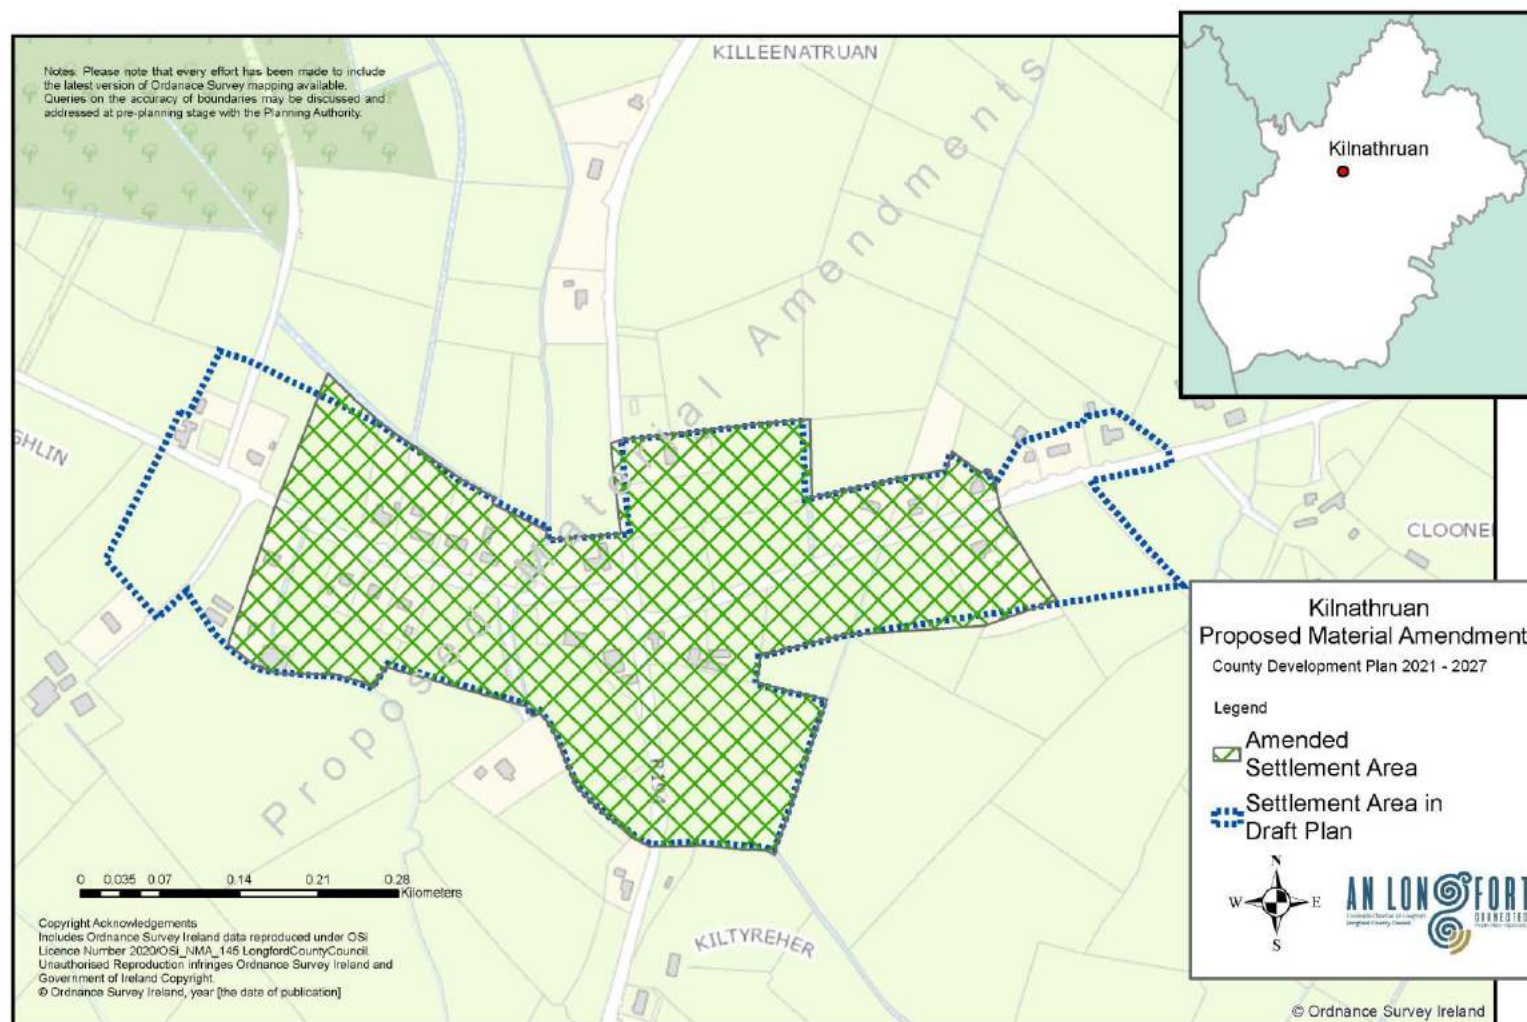 Notes: Please note that every effort has been made to include
the latest version of Ordanace Survey mapping available.
Queries on the accuracy of boundaries may be discussed and
addressed at pre-planning stage with the Planning Authority.
KILLEENATRUAN
Kilnathruan
Proposed Material Amendments
GHLIN
CLOONE
R194
KILTYREHER
Kilnathruan
Proposed Material Amendment
County Development Plan 2021 - 2027
Legend
Amended
Settlement Area
Settlement Area in
Draft Plan
N
W E
S
AN LONGFORT
Longford County Council
CONNECTED
0 0.035 0.07 0.14 0.21 0.28
Kilometers
Copyright Acknowledgements
Includes Ordnance Survey Ireland data reproduced under OSi
Licence Number 2020/OSi_NMA_145 LongfordCountyCouncil.
Unauthorised Reproduction infringes Ordnance Survey Ireland and
Government of Ireland Copyright.
© Ordnance Survey Ireland, year [the date of publication]
© Ordnance Survey Ireland